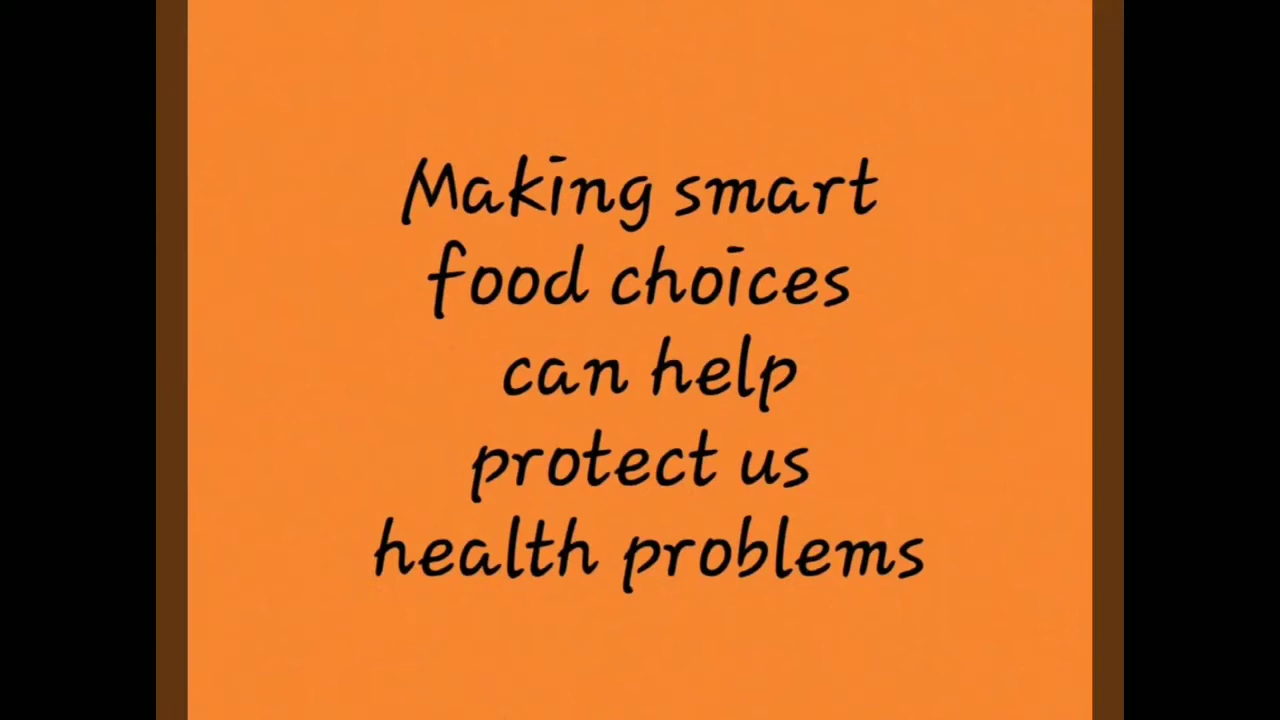 Making smart
food choices
can help
protect us
health problems